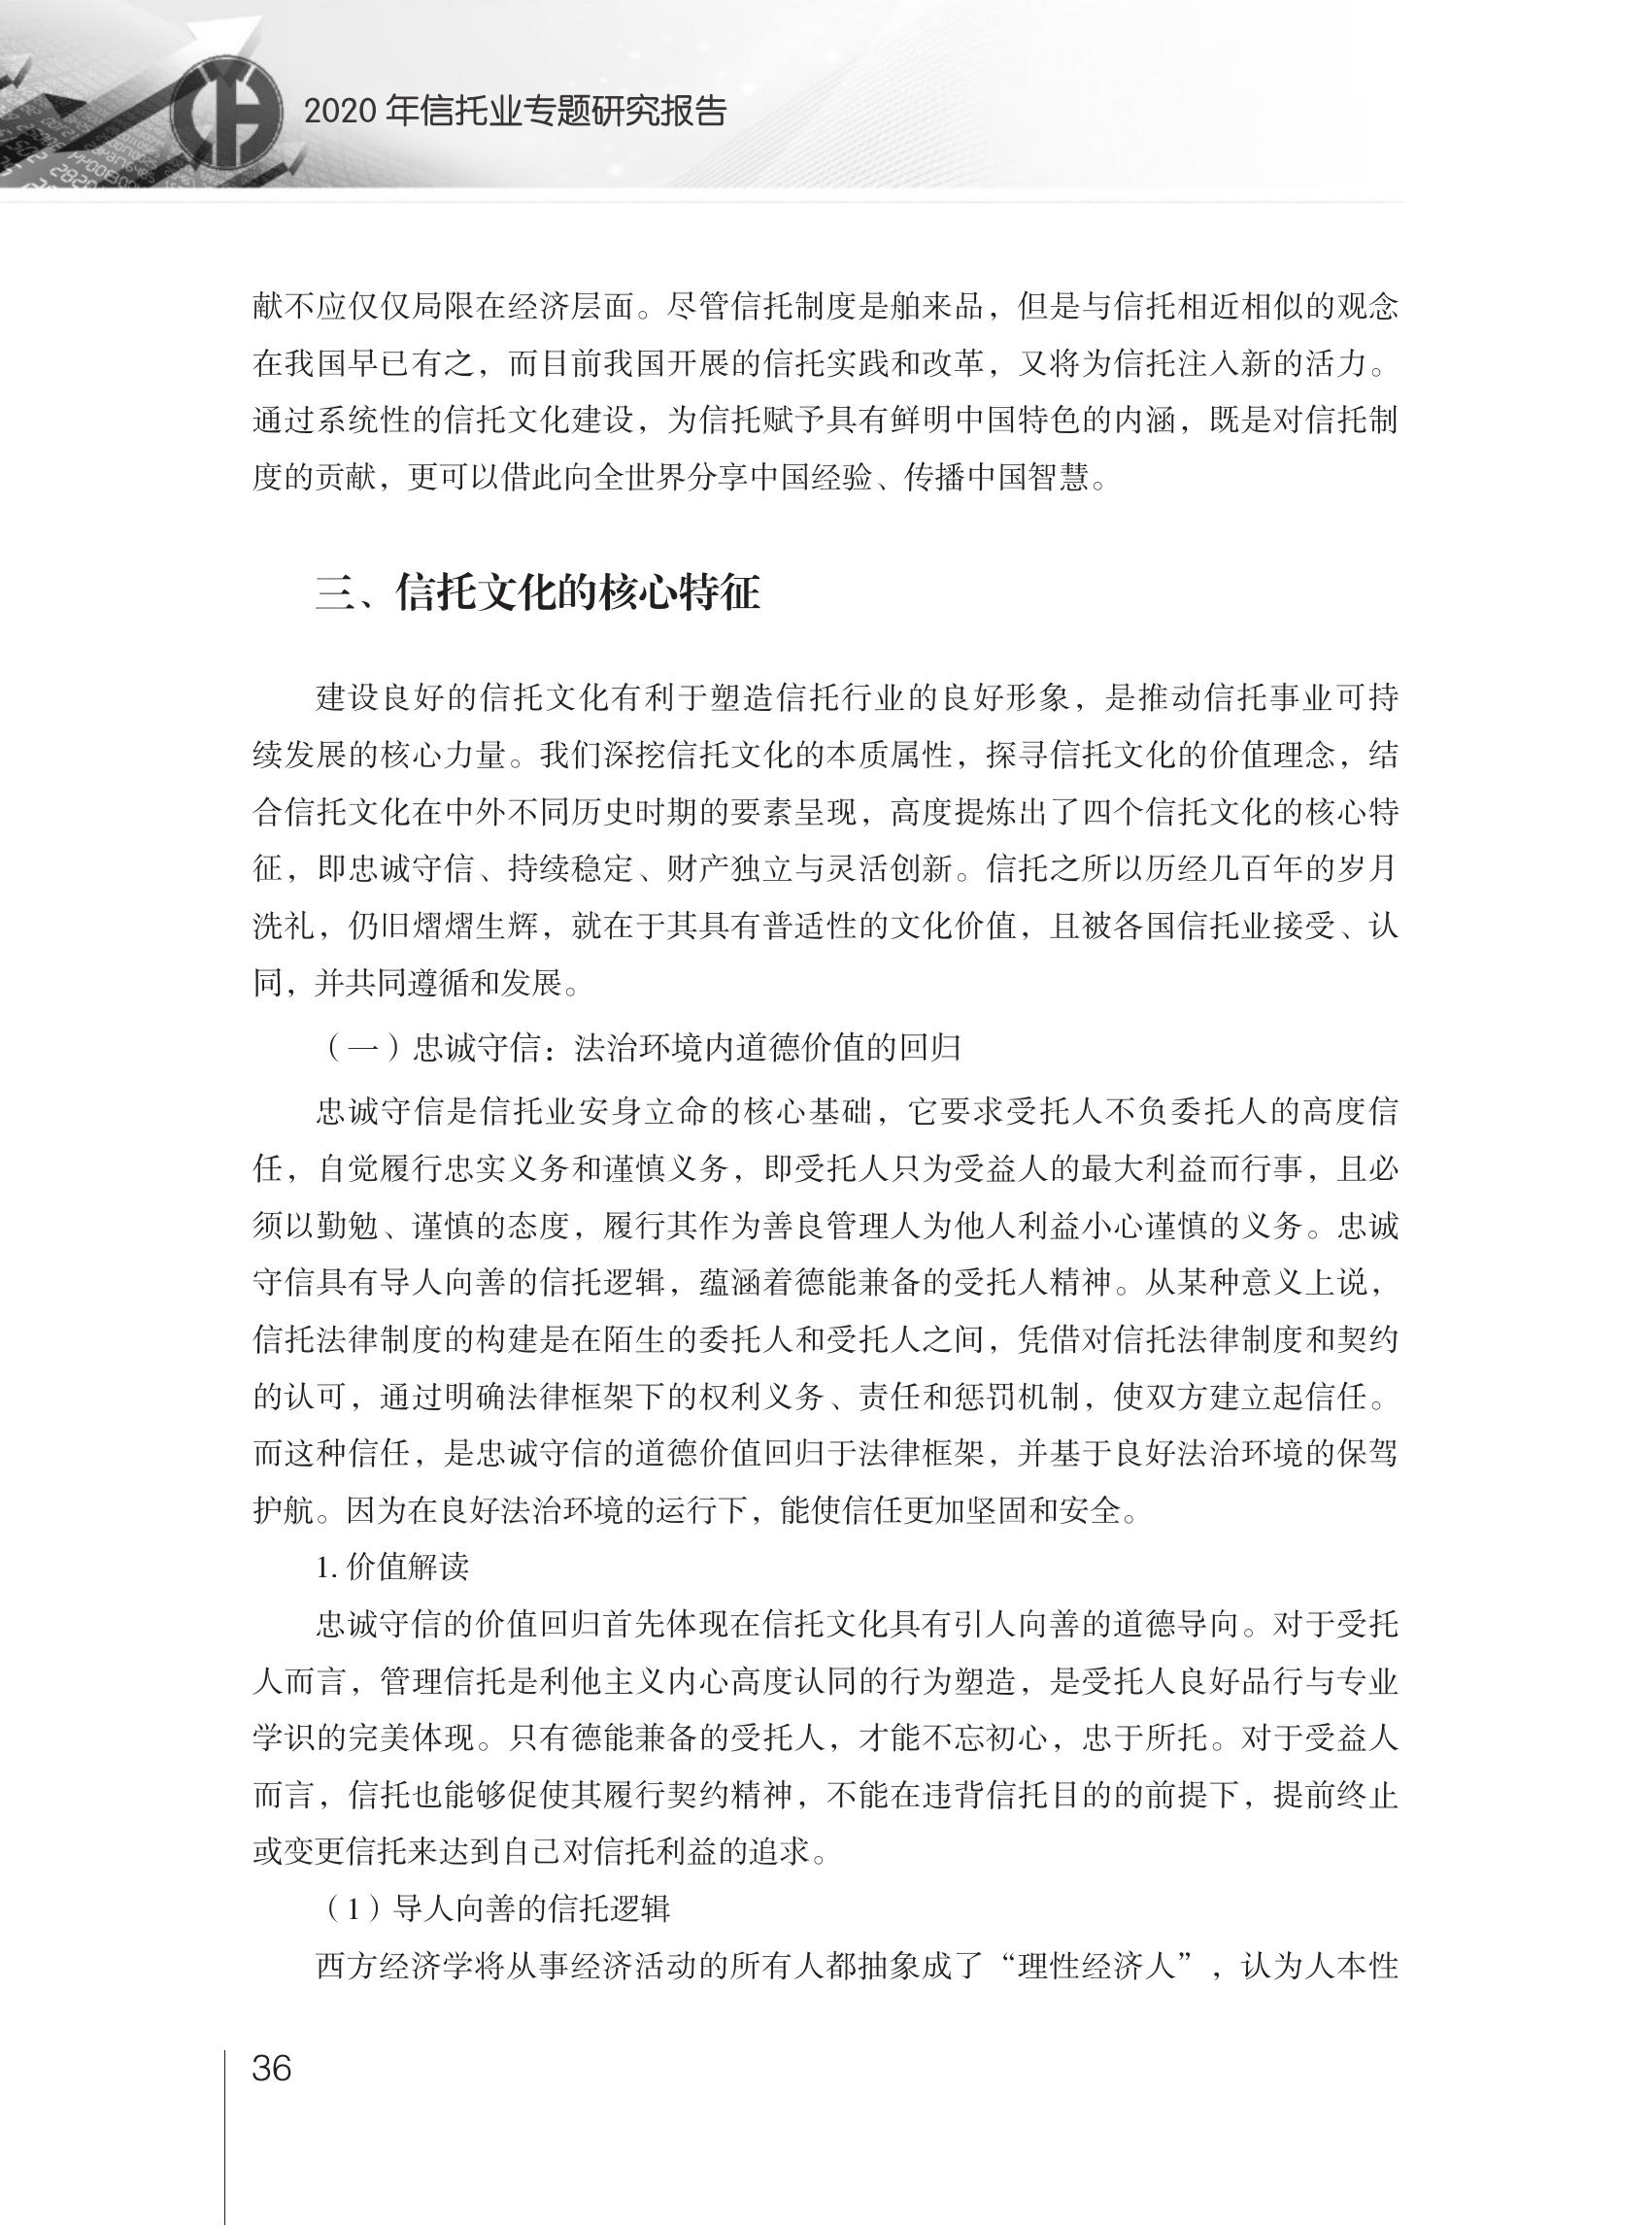 2020 年信托业专题研究报告
献不应仅仅局限在经济层面。尽管信托制度是舶来品，但是与信托相近相似的观念
在我国早已有之，而目前我国开展的信托实践和改革，又将为信托注入新的活力。
通过系统性的信托文化建设，为信托赋予具有鲜明中国特色的内涵，既是对信托制
度的贡献，更可以借此向全世界分享中国经验、传播中国智慧。
三、信托文化的核心特征
建设良好的信托文化有利于塑造信托行业的良好形象，是推动信托事业可持
续发展的核心力量。我们深挖信托文化的本质属性，探寻信托文化的价值理念，结
合信托文化在中外不同历史时期的要素呈现，高度提炼出了四个信托文化的核心特
征，即忠诚守信、持续稳定、财产独立与灵活创新。信托之所以历经几百年的岁月
洗礼，仍旧熠熠生辉，就在于其具有普适性的文化价值，且被各国信托业接受、认
同，并共同遵循和发展。
（一）忠诚守信：法治环境内道德价值的回归
忠诚守信是信托业安身立命的核心基础，它要求受托人不负委托人的高度信
任，自觉履行忠实义务和谨慎义务，即受托人只为受益人的最大利益而行事，且必
须以勤勉、谨慎的态度，履行其作为善良管理人为他人利益小心谨慎的义务。忠诚
守信具有导人向善的信托逻辑，蕴涵着德能兼备的受托人精神。从某种意义上说，
信托法律制度的构建是在陌生的委托人和受托人之间，凭借对信托法律制度和契约
的认可，通过明确法律框架下的权利义务、责任和惩罚机制，使双方建立起信任。
而这种信任，是忠诚守信的道德价值回归于法律框架，并基于良好法治环境的保驾
护航。因为在良好法治环境的运行下，能使信任更加坚固和安全。
1. 价值解读
忠诚守信的价值回归首先体现在信托文化具有引人向善的道德导向。对于受托
人而言，管理信托是利他主义内心高度认同的行为塑造，是受托人良好品行与专业
学识的完美体现。只有德能兼备的受托人，才能不忘初心，忠于所托。对于受益人
而言，信托也能够促使其履行契约精神，不能在违背信托目的的前提下，提前终止
或变更信托来达到自己对信托利益的追求。
（1）导人向善的信托逻辑
西方经济学将从事经济活动的所有人都抽象成了“理性经济人”，认为人本性
36